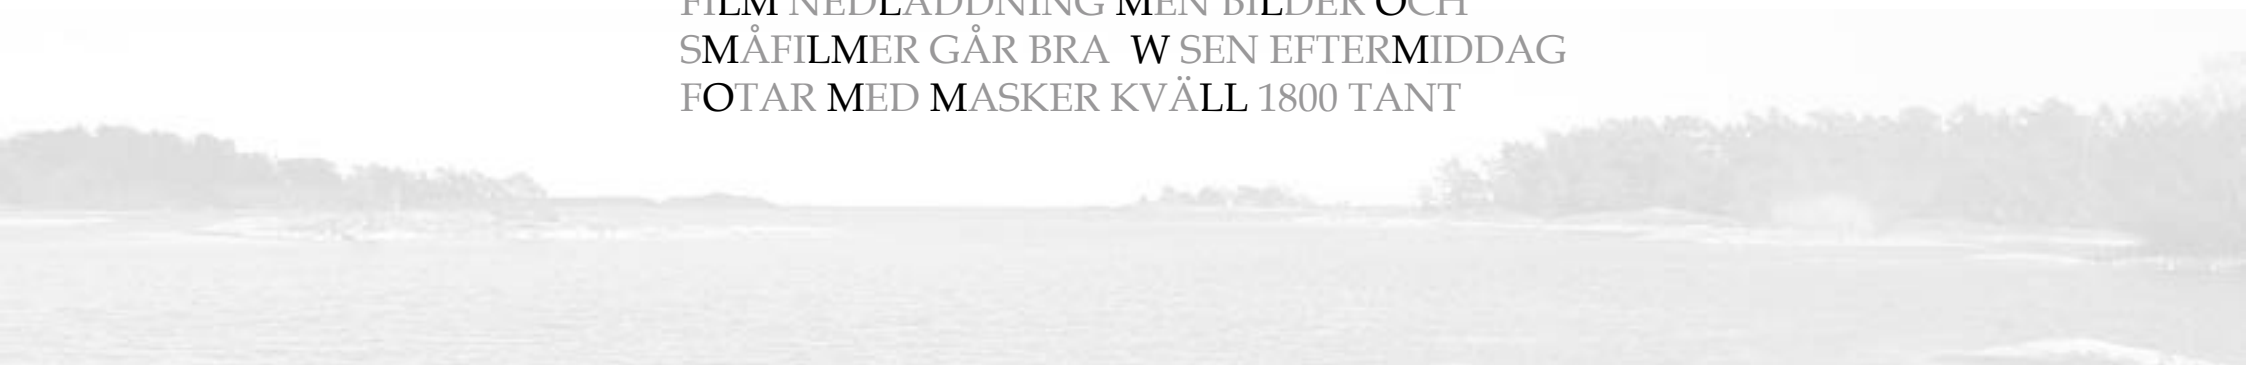 FILM NEDLADDNING MEN BILDER OCH
SMÅFILMER GÅR BRA  W SEN EFTERMIDDAG
FOTAR MED MASKER KVÄLL 1800 TANT